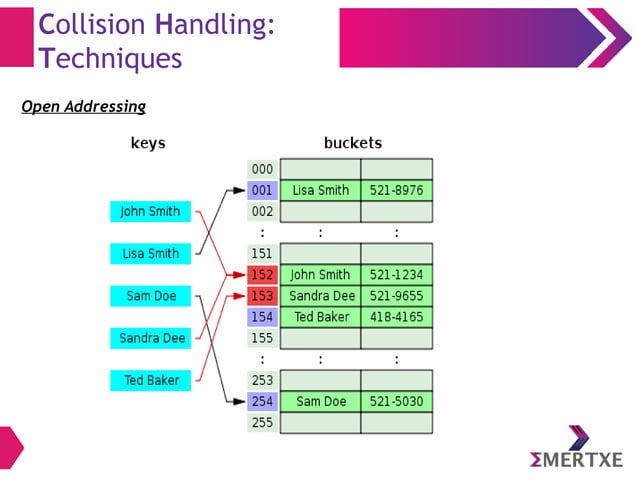 Collision Handling:
Techniques
Open Addressing
keys buckets
000
001 Lisa Smith 521-8976
John Smith 002
: : :
Lisa Smith 151
152 John Smith 521-1234
Sam Doe 153 Sandra Dee 521-9655
154 Ted Baker 418-4165
Sandra Dee 155
: : :
Ted Baker 253
254 Sam Doe 521-5030
255
EMERTXE